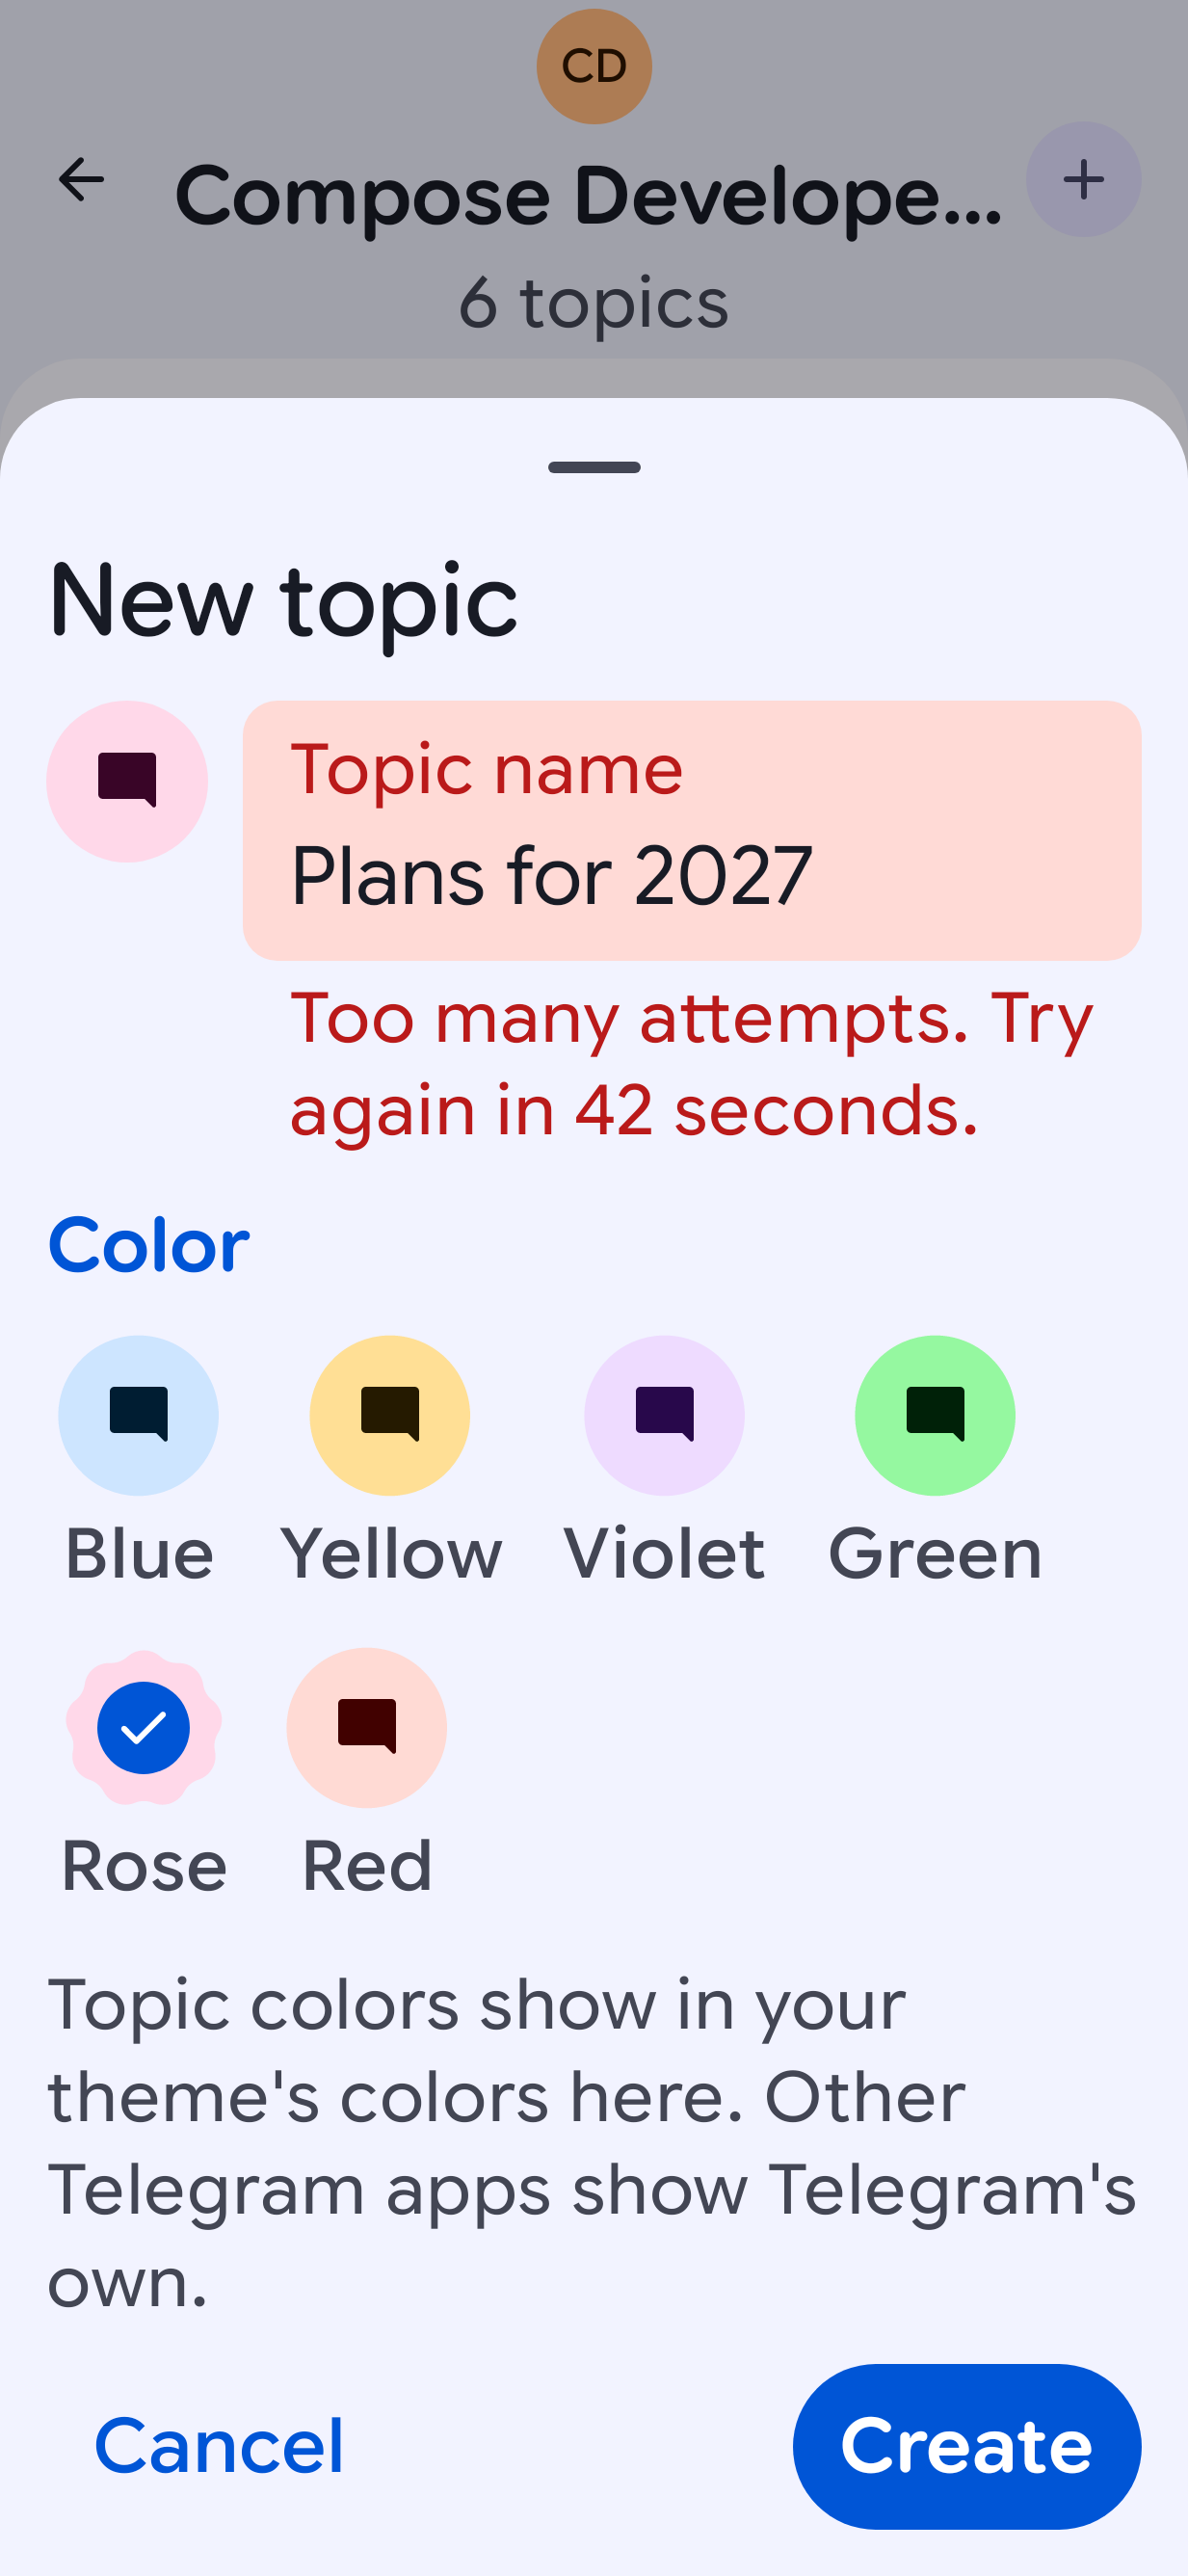 CD
Compose Develope...
6 topics
New topic
Topic name
Plans for 2027
Too many attempts. Try
again in 42 seconds.
Color
Blue
Yellow
Violet
Green
Rose
Red
Topic colors show in your
theme's colors here. Other
Telegram apps show Telegram's
own.
Cancel
Create